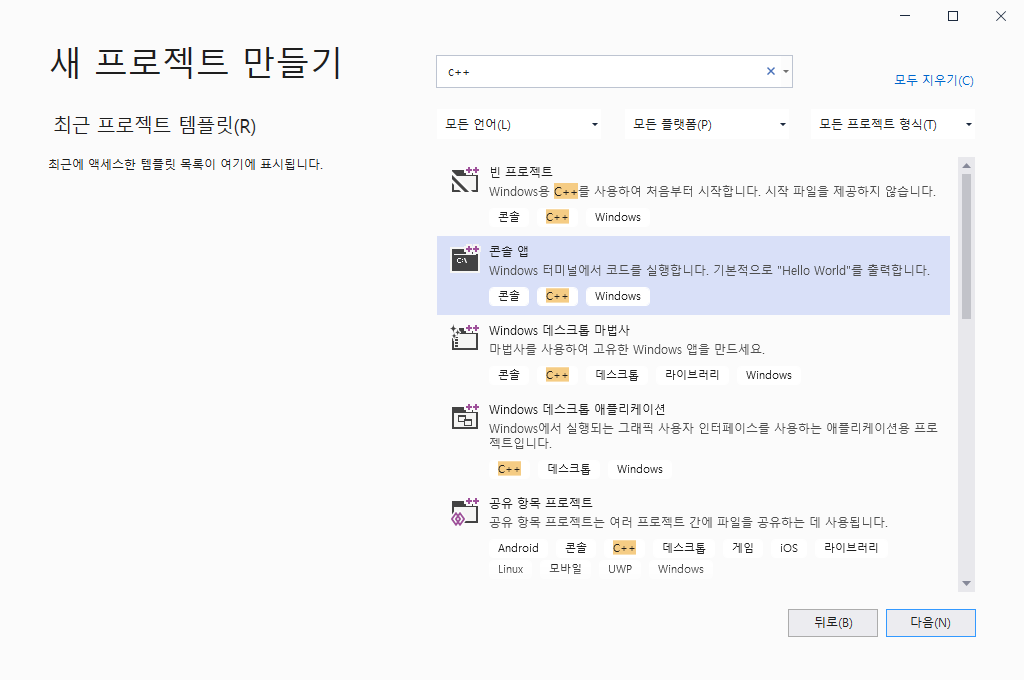 새 프로젝트 만들기
c++
모두 지우기(C)
최근 프로젝트 템플릿(R)
모든 언어(L)
모든 플랫폼(P)
모든 프로젝트 형식(T)
최근에 액세스한 템플릿 목록이 여기에 표시됩니다.
빈 프로젝트
Windows용 C++를 사용하여 처음부터 시작합니다. 시작 파일을 제공하지 않습니다.
콘솔 C++ Windows
콘솔 앱
Windows 터미널에서 코드를 실행합니다. 기본적으로 "Hello World"를 출력합니다.
콘솔 C++ Windows
Windows 데스크톱 마법사
마법사를 사용하여 고유한 Windows 앱을 만드세요.
콘솔 C++ 데스크톱 라이브러리 Windows
Windows 데스크톱 애플리케이션
Windows에서 실행되는 그래픽 사용자 인터페이스를 사용하는 애플리케이션용 프로
젝트입니다.
C++ 데스크톱 Windows
공유 항목 프로젝트
공유 항목 프로젝트는 여러 프로젝트 간에 파일을 공유하는 데 사용됩니다.
Android 콘솔 C++ 데스크톱 게임 iOS 라이브러리
Linux 모바일 UWP Windows
뒤로(B)
다음(N)